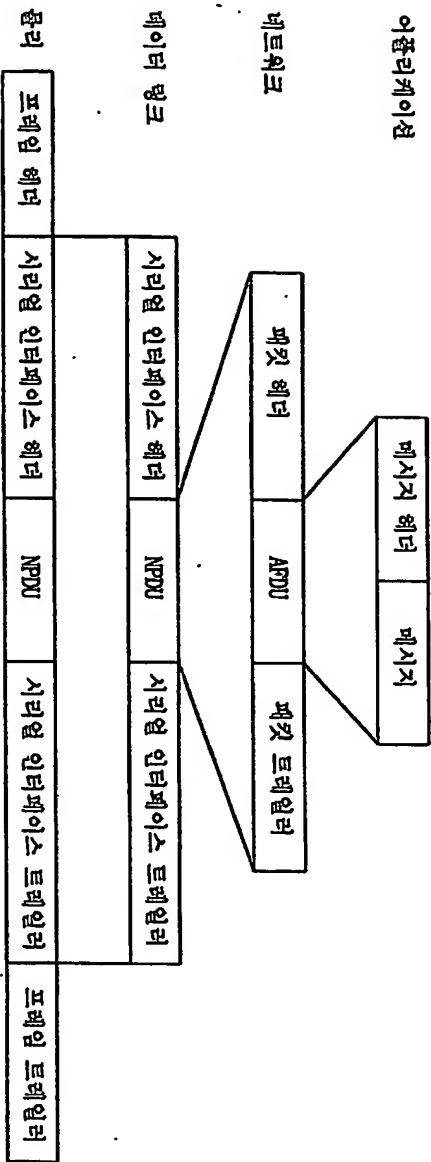 어플리케이션
메시지 헤더 메시지
네트워크
패킷 헤더 APDU 패킷 트레일러
데이터 링크
시리얼 인터페이스 헤더 NPDU 시리얼 인터페이스 트레일러
물리
프레임 헤더 시리얼 인터페이스 헤더 NPDU 시리얼 인터페이스 트레일러 프레임 트레일러